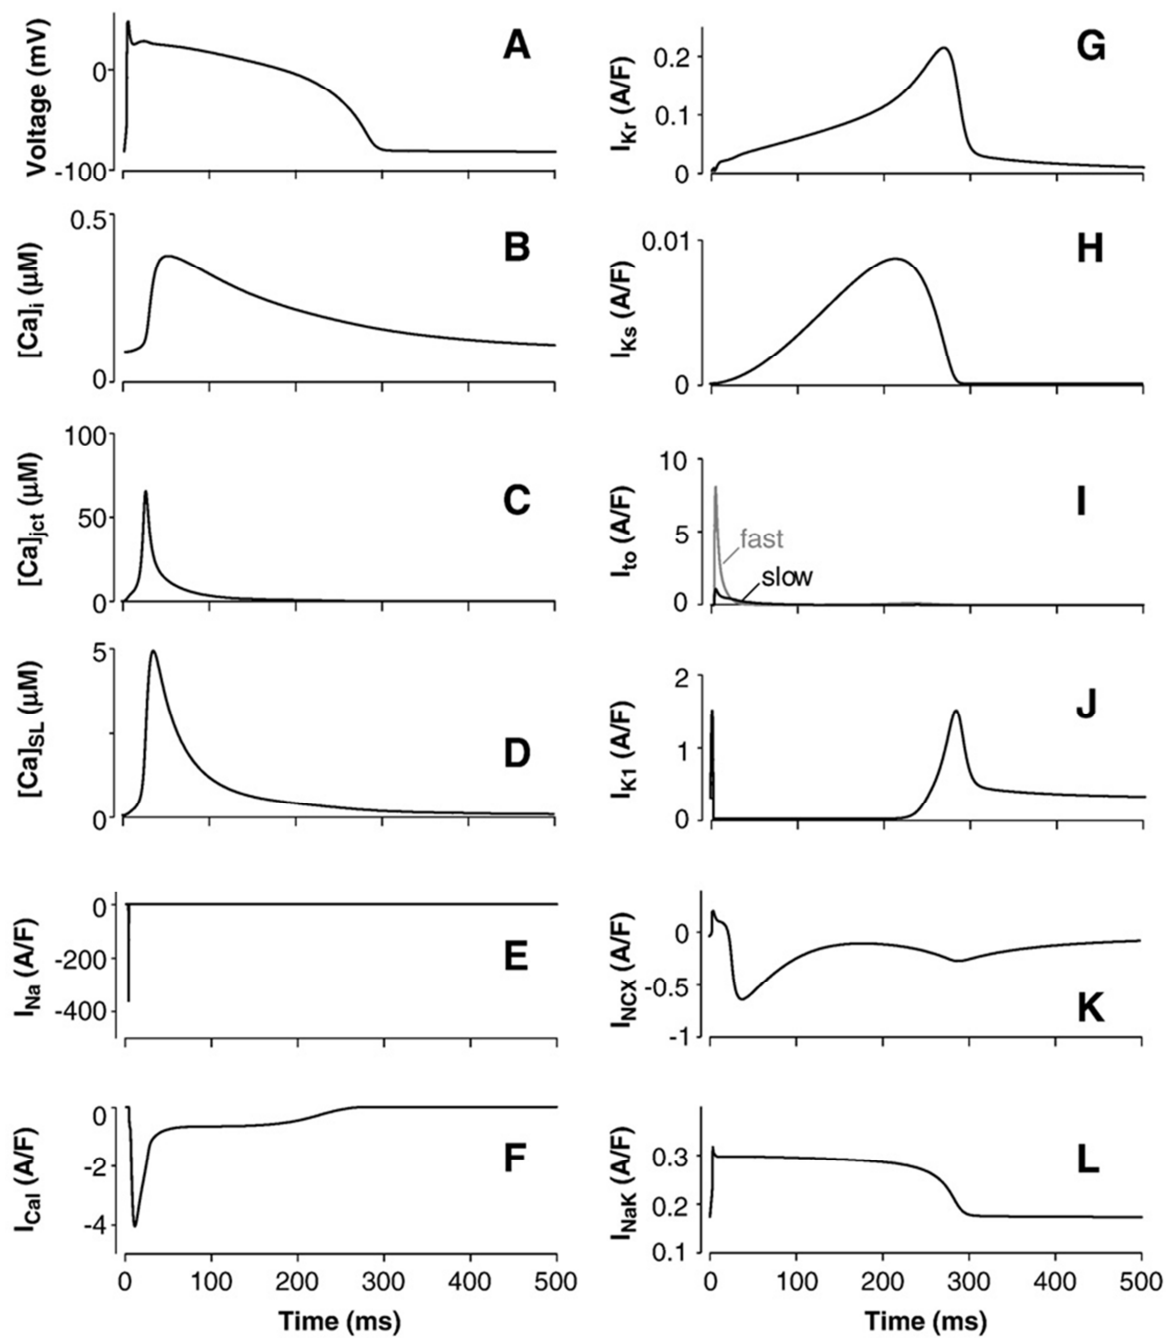 Voltage (mV)
0
-100
A
[Ca]i (μM)
0.5
0
B
[Ca]jct (μM)
100
50
0
C
[Ca]SL (μM)
5
0
D
INa (A/F)
0
-200
-400
E
ICal (A/F)
0
-2
-4
F
0 100 200 300 400 500
Time (ms)
IKr (A/F)
0.2
0.1
0
G
IKs (A/F)
0.01
0
H
Ito (A/F)
10
5
0
fast
slow
I
IK1 (A/F)
2
1
0
J
INCX (A/F)
0
-0.5
-1
K
INaK (A/F)
0.3
0.2
0.1
L
0 100 200 300 400 500
Time (ms)